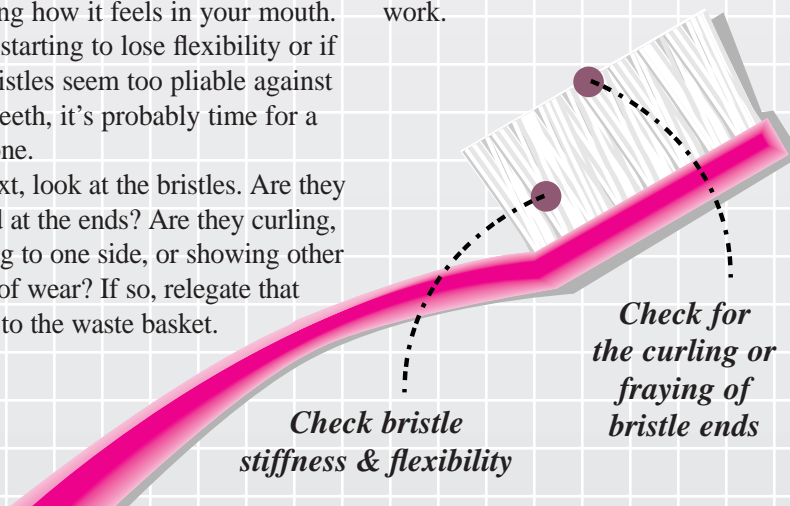 ng how it feels in your mouth.
starting to lose flexibility or if
istles seem too pliable against
eeth, it's probably time for a
one.
xt, look at the bristles. Are they
d at the ends? Are they curling,
g to one side, or showing other
of wear? If so, relegate that
to the waste basket.
work.
Check bristle
stiffness & flexibility
Check for
the curling or
fraying of
bristle ends